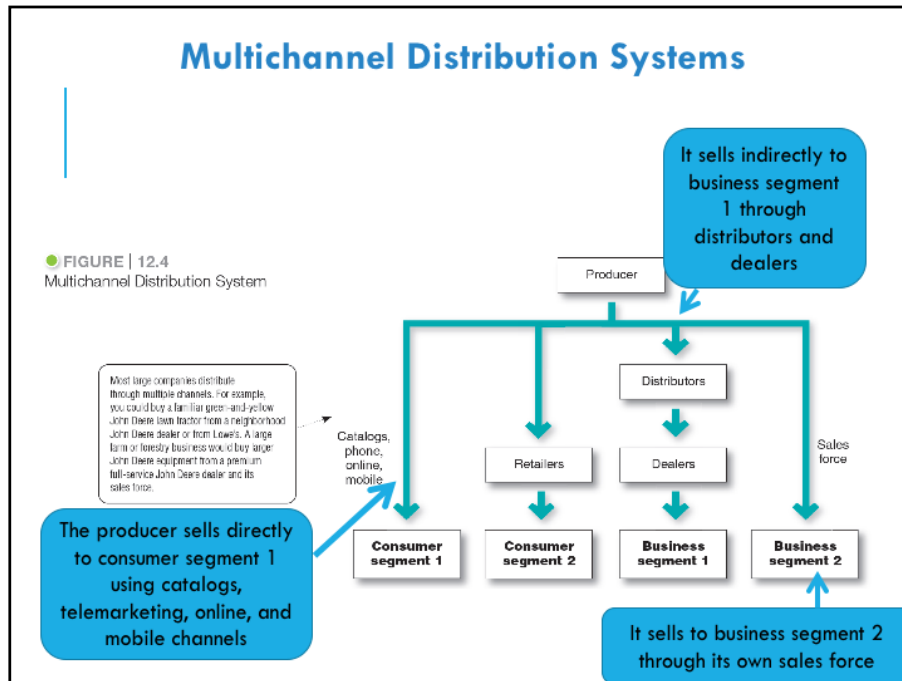 Multichannel Distribution Systems
It sells indirectly to
business segment
1 through
distributors and
dealers
FIGURE | 12.4
Multichannel Distribution System
Producer
Most large companies distribute
through multiple channels. For example,
you could buy a familiar green-and-yellow
John Deere lawn tractor from a neighborhood
John Deere dealer or from Lowe's. A large
farm or forestry business would buy larger
John Deere equipment from a premium
full-service John Deere dealer and its
sales force.
Catalogs,
phone,
online,
mobile
Distributors
Retailers
Dealers
Sales
force
Consumer
segment 1
Consumer
segment 2
Business
segment 1
Business
segment 2
The producer sells directly
to consumer segment 1
using catalogs,
telemarketing, online, and
mobile channels
It sells to business segment 2
through its own sales force